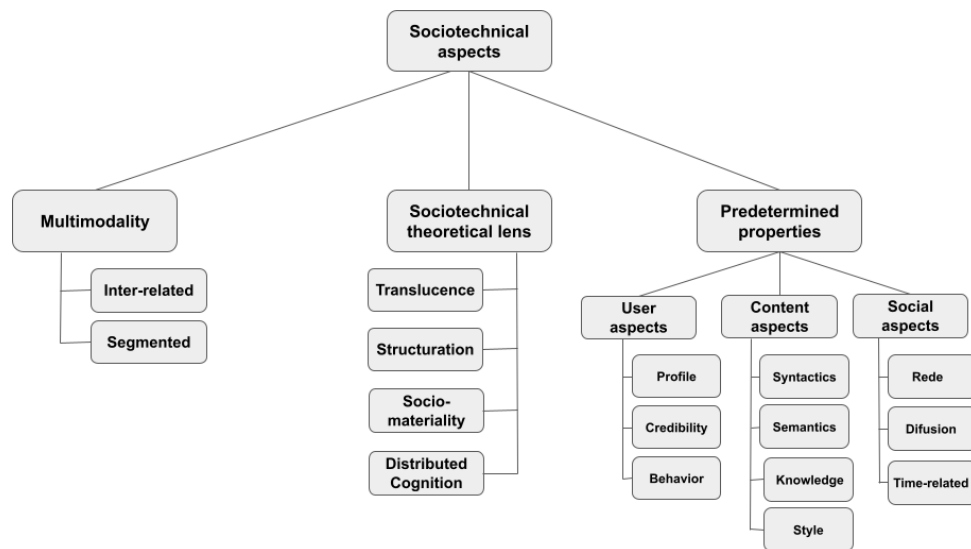 Sociotechnical
aspects
Multimodality
Inter-related
Segmented
Sociotechnical
theoretical lens
Translucence
Structuration
Socio-
materiality
Distributed
Cognition
Predetermined
properties
User
aspects
Profile
Credibility
Behavior
Content
aspects
Syntactics
Semantics
Knowledge
Style
Social
aspects
Rede
Difusion
Time-related